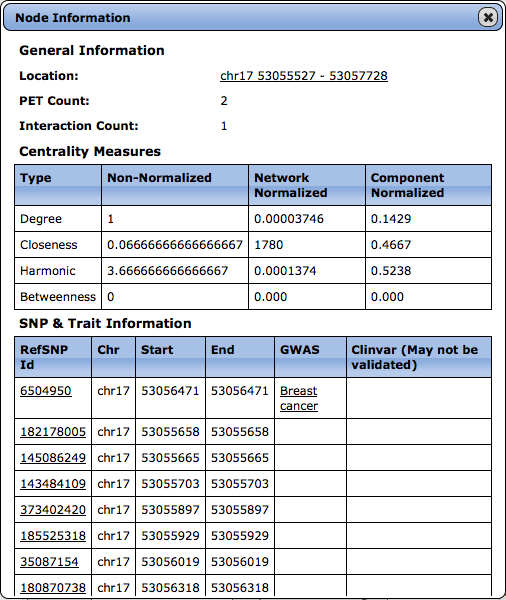 Node Information
General Information
Location: chr17 53055527 - 53057728
PET Count: 2
Interaction Count: 1
Centrality Measures
Type Non-Normalized Network Normalized Component Normalized
Degree 1 0.00003746 0.1429
Closeness 0.06666666666666667 1780 0.4667
Harmonic 3.666666666666667 0.0001374 0.5238
Betweenness 0 0.000 0.000
SNP & Trait Information
RefSNP Id Chr Start End GWAS Clinvar (May not be validated)
6504950 chr17 53056471 53056471 Breast cancer
182178005 chr17 53055658 53055658
145086249 chr17 53055665 53055665
143484109 chr17 53055703 53055703
373402420 chr17 53055897 53055897
185525318 chr17 53055929 53055929
35087154 chr17 53056019 53056019
180870738 chr17 53056318 53056318